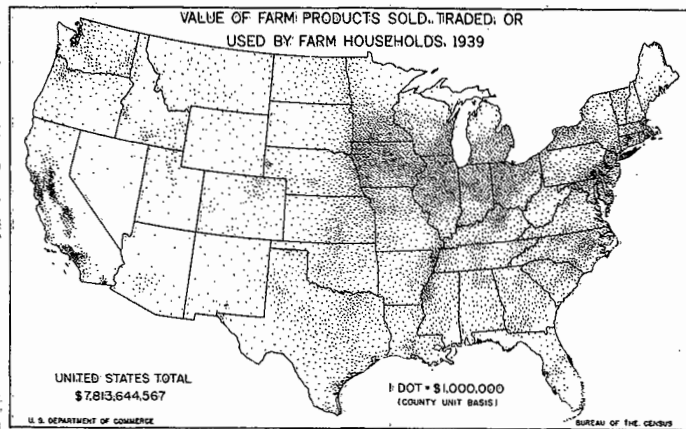 VALUE OF FARM PRODUCTS SOLD, TRADED, OR
USED BY FARM HOUSEHOLDS, 1939
UNITED STATES TOTAL
$7,813,644,567
1 DOT = $1,000,000
(COUNTY UNIT BASIS)
U. S. DEPARTMENT OF COMMERCE
BUREAU OF THE CENSUS